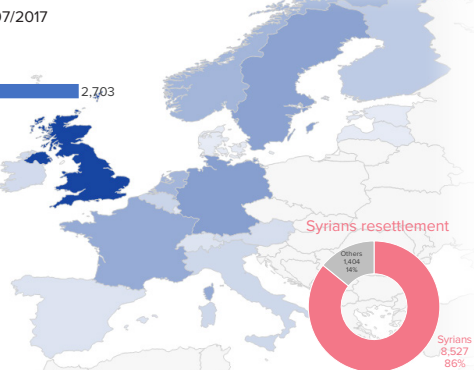 07/2017
2,703
Syrians resettlement
Others
1,404
14%
Syrians
8,527
86%